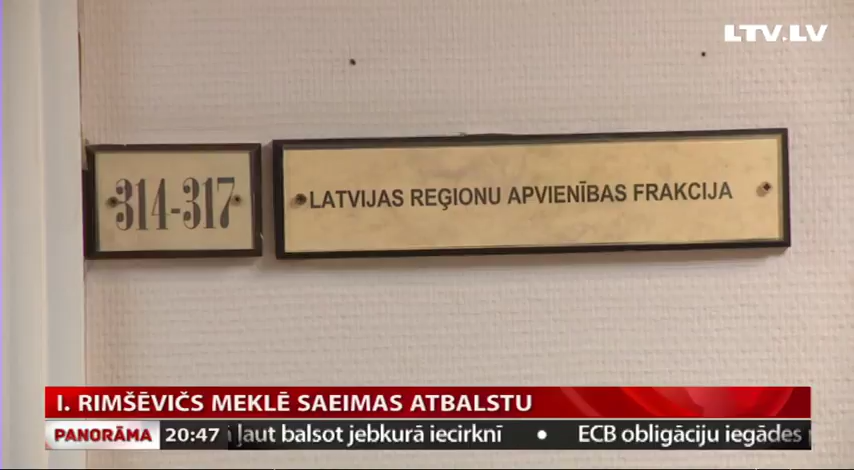 LTV.LV
314-317
LATVIJAS REĢIONU APVIENĪBAS FRAKCIJA
I. RIMŠĒVIČS MEKLĒ SAEIMAS ATBALSTU
PANORĀMA 20:47 ļaut balsot jebkurā iecirknī • ECB obligāciju iegādes